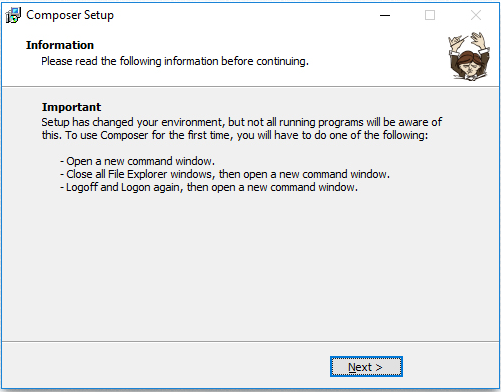 Composer Setup
Information
Please read the following information before continuing.
Important
Setup has changed your environment, but not all running programs will be aware of
this. To use Composer for the first time, you will have to do one of the following:
- Open a new command window.
- Close all File Explorer windows, then open a new command window.
- Logoff and Logon again, then open a new command window.
Next >